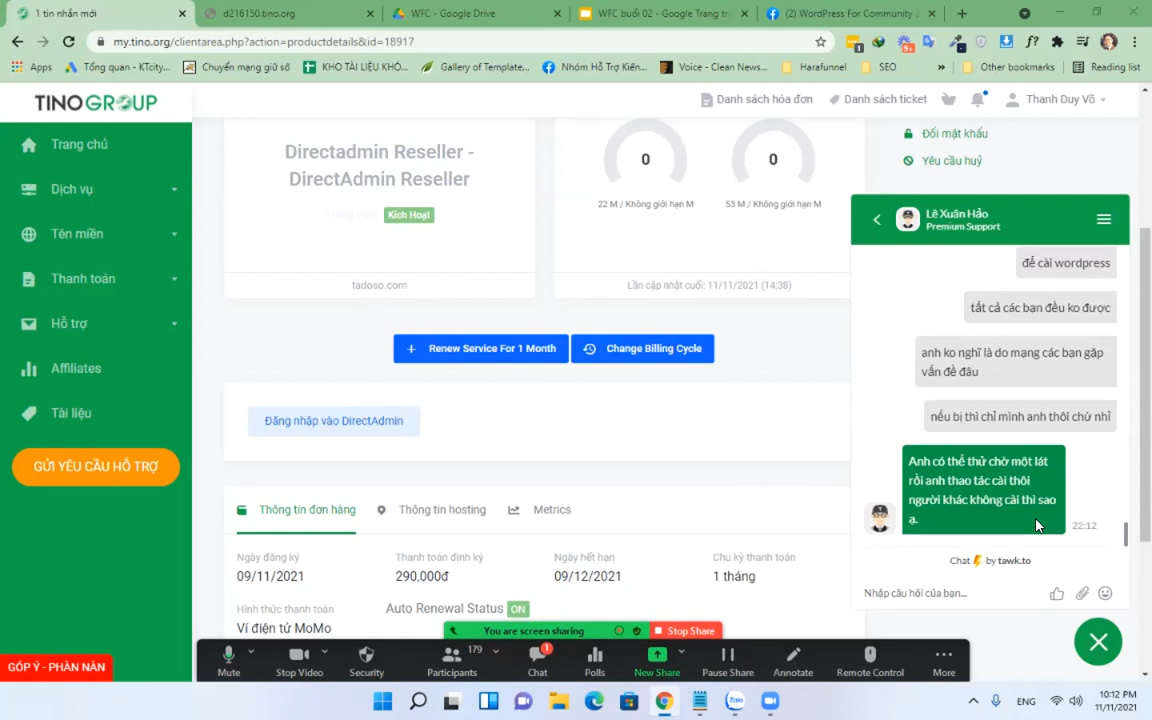 1 tin nhắn mới
d216150.tino.org
WFC - Google Drive
WFC buổi 02 - Google Trang tr
(2) WordPress For Community
my.tino.org/clientarea.php?action=productdetails&id=18917
Apps
Tổng quan - KTcity...
Chuyển mạng giữ số
KHO TÀI LIỆU KHÓ...
Gallery of Template...
Nhóm Hỗ Trợ Kiến...
Voice - Clean News...
Harafunnel
SEO
»
Other bookmarks
Reading list
TINOGROUP
Danh sách hóa đơn
Danh sách ticket
Thanh Duy Võ
Trang chủ
Dịch vụ
Tên miền
Thanh toán
Hỗ trợ
Affiliates
Tài liệu
GỬI YÊU CẦU HỖ TRỢ
GÓP Ý - PHÀN NÀN
Directadmin Reseller -
DirectAdmin Reseller
Kích Hoạt
tadoso.com
0
0
22 M / Không giới hạn M
53 M / Không giới hạn M
Lần cập nhật cuối: 11/11/2021 (14:38)
Đổi mật khẩu
Yêu cầu huỷ
Renew Service For 1 Month
Change Billing Cycle
Đăng nhập vào DirectAdmin
Thông tin đơn hàng
Thông tin hosting
Metrics
Ngày đăng ký
Thanh toán định kỳ
Ngày hết hạn
Chu kỳ thanh toán
09/11/2021
290,000đ
09/12/2021
1 tháng
Hình thức thanh toán
Auto Renewal Status ON
Ví điện tử MoMo
Lê Xuân Hảo
Premium Support
để cài wordpress
tất cả các bạn đều ko được
anh ko nghĩ là do mạng các bạn gặp
vấn đề đâu
nếu bị thì chỉ mình anh thôi chứ nhỉ
Anh có thể thử chờ một lát
rồi anh thao tác cài thôi
người khác không cài thì sao
ạ.
22:12
Chat by tawk.to
Nhập câu hỏi của bạn...
You are screen sharing
Stop Share
Mute
Stop Video
Security
Participants
179
Chat
1
Polls
New Share
Pause Share
Annotate
Remote Control
More
Zalo
ENG
10:12 PM
11/11/2021